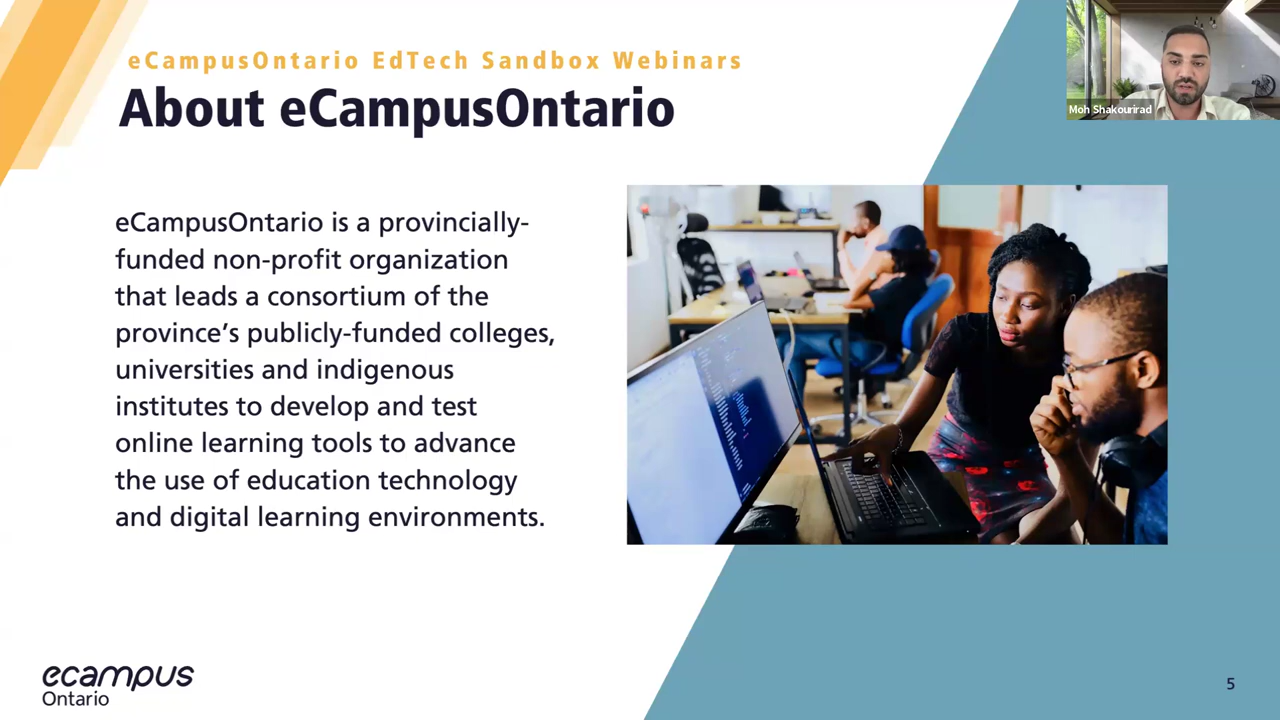 eCampusOntario EdTech Sandbox Webinars
About eCampusOntario
Moh Shakourirad
eCampusOntario is a provincially-
funded non-profit organization
that leads a consortium of the
province’s publicly-funded colleges,
universities and indigenous
institutes to develop and test
online learning tools to advance
the use of education technology
and digital learning environments.
ecampus
Ontario
5